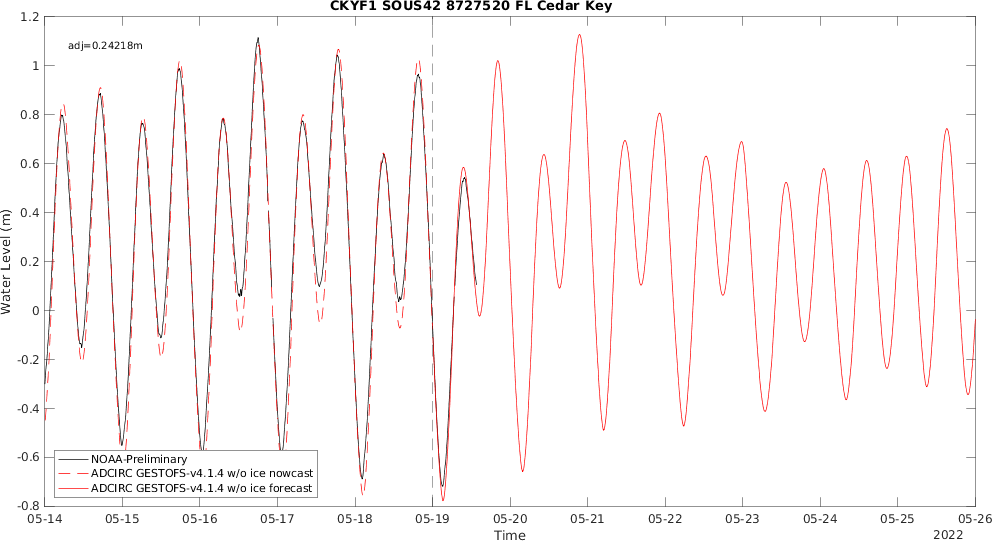 CKYF1 SOUS42 8727520 FL Cedar Key
adj=0.24218m
Water Level (m)
1.2
1
0.8
0.6
0.4
0.2
0
-0.2
-0.4
-0.6
-0.8
NOAA-Preliminary
ADCIRC GESTOFS-v4.1.4 w/o ice nowcast
ADCIRC GESTOFS-v4.1.4 w/o ice forecast
05-14 05-15 05-16 05-17 05-18 05-19 05-20 05-21 05-22 05-23 05-24 05-25 05-26
Time
2022